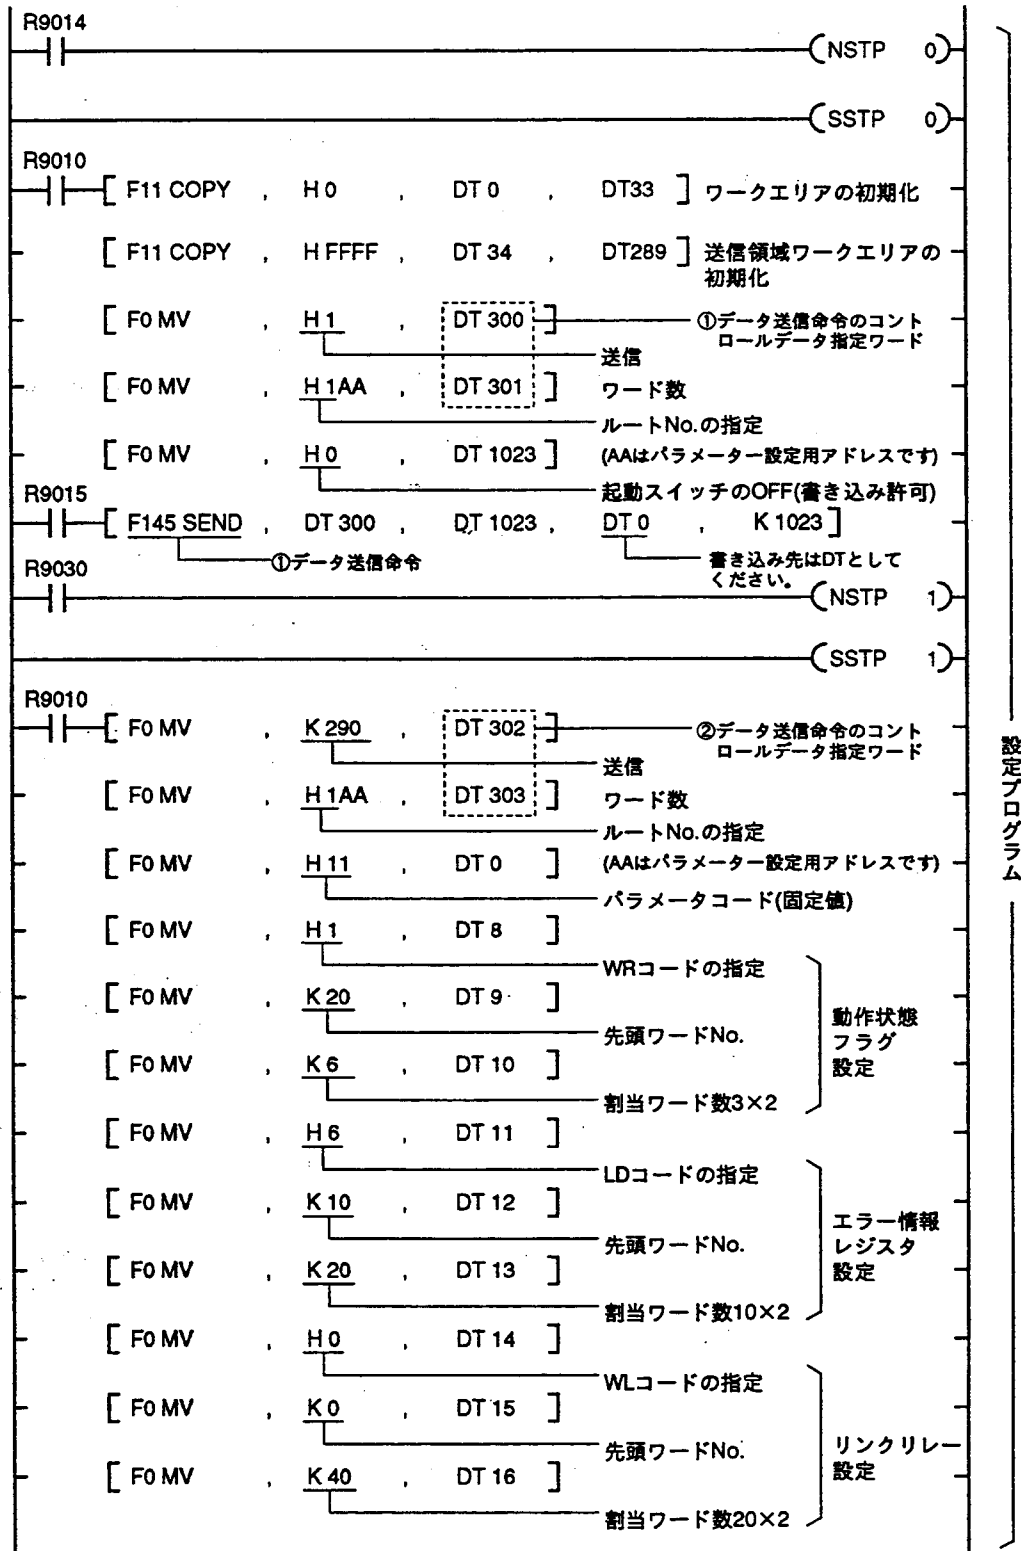 R9014
NSTP 0
SSTP 0
R9010
F11 COPY , H 0 , DT 0 , DT33 ワークエリアの初期化
F11 COPY , H FFFF , DT 34 , DT289 送信領域ワークエリアの
初期化
F0 MV , H 1 , DT 300 ①データ送信命令のコント
ロールデータ指定ワード
送信
F0 MV , H 1AA , DT 301 ワード数
ルートNo.の指定
F0 MV , H 0 , DT 1023 (AAはパラメーター設定用アドレスです)
起動スイッチのOFF(書き込み許可)
R9015
F145 SEND , DT 300 , DT 1023 , DT 0 , K 1023
①データ送信命令
書き込み先はDTとして
ください。
R9030
NSTP 1
SSTP 1
R9010
F0 MV , K 290 , DT 302 ②データ送信命令のコント
ロールデータ指定ワード
送信
F0 MV , H 1AA , DT 303 ワード数
ルートNo.の指定
F0 MV , H 11 , DT 0 (AAはパラメーター設定用アドレスです)
パラメータコード(固定値)
F0 MV , H 1 , DT 8
WRコードの指定
F0 MV , K 20 , DT 9
先頭ワードNo.
F0 MV , K 6 , DT 10
割当ワード数3×2
動作状態
フラグ
設定
F0 MV , H 6 , DT 11
LDコードの指定
F0 MV , K 10 , DT 12
先頭ワードNo.
F0 MV , K 20 , DT 13
割当ワード数10×2
エラー情報
レジスタ
設定
F0 MV , H 0 , DT 14
WLコードの指定
F0 MV , K 0 , DT 15
先頭ワードNo.
F0 MV , K 40 , DT 16
割当ワード数20×2
リンクリレー
設定
設定プログラム